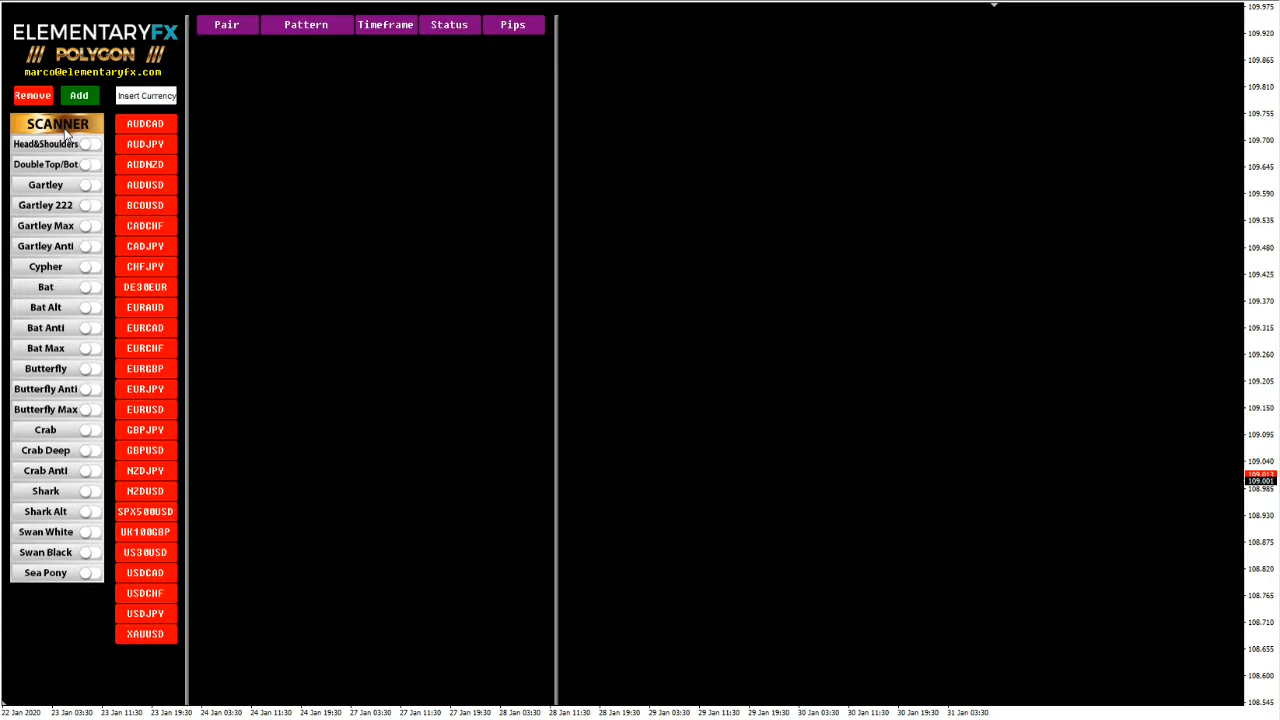 ELEMENTARYFX
/// POLYGON ///
marco@elementaryfx.com
Remove Add Insert Currency
SCANNER
Head&Shoulders
Double Top/Bot
Gartley
Gartley 222
Gartley Max
Gartley Anti
Cypher
Bat
Bat Alt
Bat Anti
Bat Max
Butterfly
Butterfly Anti
Butterfly Max
Crab
Crab Deep
Crab Anti
Shark
Shark Alt
Swan White
Swan Black
Sea Pony
AUDCAD
AUDJPY
AUDNZD
AUDUSD
BCOUSD
CADCHF
CADJPY
CHFJPY
DE30EUR
EURAUD
EURCAD
EURCHF
EURGBP
EURJPY
EURUSD
GBPJPY
GBPUSD
NZDJPY
NZDUSD
SPX500USD
UK100GBP
US30USD
USDCAD
USDCHF
USDJPY
XAUUSD
Pair Pattern Timeframe Status Pips
109.975
109.920
109.865
109.810
109.755
109.700
109.645
109.590
109.535
109.480
109.425
109.370
109.315
109.260
109.205
109.150
109.095
109.040
109.013
109.001
108.985
108.930
108.875
108.820
108.765
108.710
108.655
108.600
108.545
22 Jan 2020 23 Jan 03:30 23 Jan 11:30 23 Jan 19:30 24 Jan 03:30 24 Jan 11:30 24 Jan 19:30 27 Jan 03:30 27 Jan 11:30 27 Jan 19:30 28 Jan 03:30 28 Jan 11:30 28 Jan 19:30 29 Jan 03:30 29 Jan 11:30 29 Jan 19:30 30 Jan 03:30 30 Jan 11:30 30 Jan 19:30 31 Jan 03:30